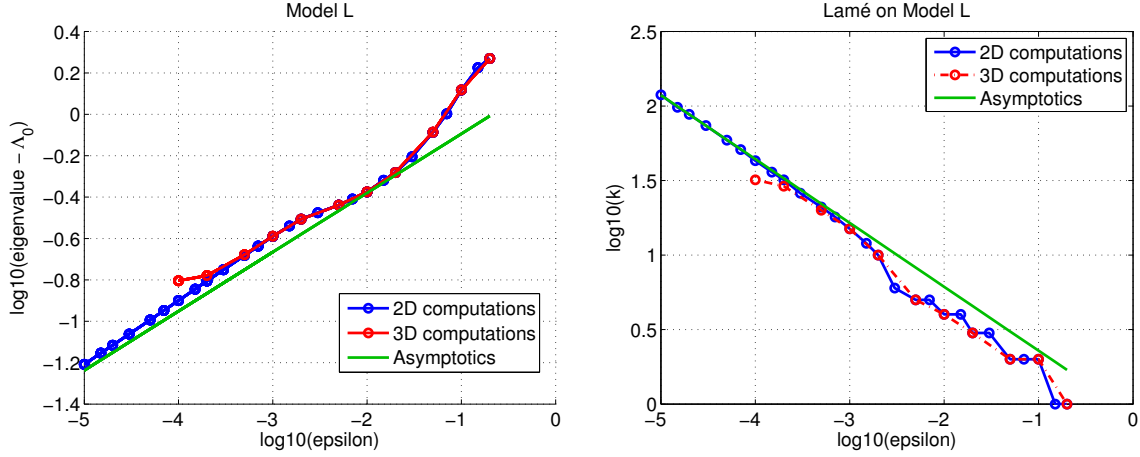 Model L
log10(eigenvalue − Λ0)
0.4
0.2
0
−0.2
−0.4
−0.6
−0.8
−1
−1.2
−1.4
2D computations
3D computations
Asymptotics
−5 −4 −3 −2 −1 0
log10(epsilon)
Lamé on Model L
log10(k)
2.5
2
1.5
1
0.5
0
2D computations
3D computations
Asymptotics
−5 −4 −3 −2 −1 0
log10(epsilon)